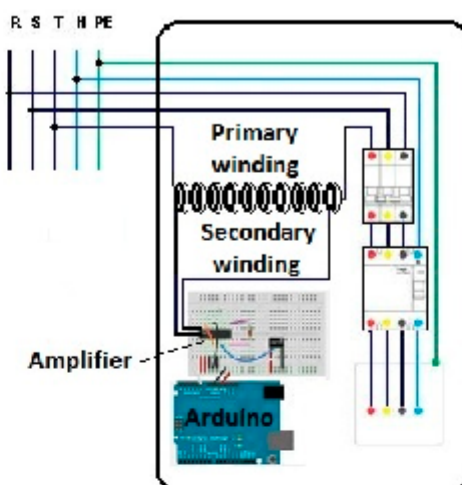 R S T H PE
Primary
winding
Secondary
winding
Amplifier
Arduino